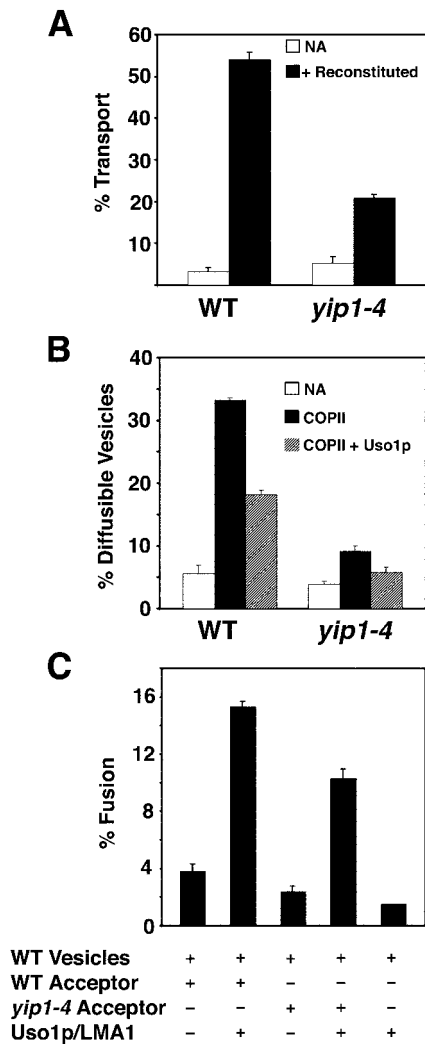 A
NA
+ Reconstituted
% Transport
60
50
40
30
20
10
WT
yip1-4
B
NA
COPII
COPII + Uso1p
% Diffusible Vesicles
40
30
20
10
0
WT
yip1-4
C
% Fusion
16
12
8
4
0
WT Vesicles + + + + +
WT Acceptor + + − − −
yip1-4 Acceptor − − + + −
Uso1p/LMA1 − + − + +